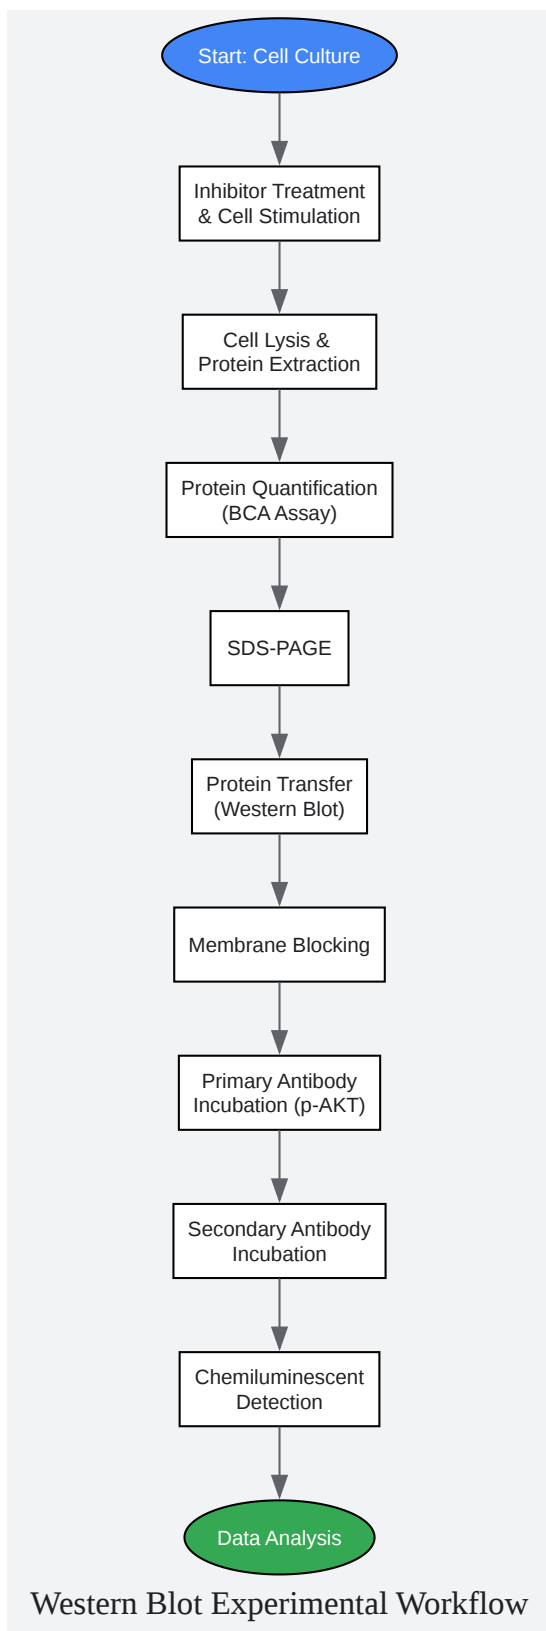 Start: Cell Culture
Inhibitor Treatment
& Cell Stimulation
Cell Lysis &
Protein Extraction
Protein Quantification
(BCA Assay)
SDS-PAGE
Protein Transfer
(Western Blot)
Membrane Blocking
Primary Antibody
Incubation (p-AKT)
Secondary Antibody
Incubation
Chemiluminescent
Detection
Data Analysis
Western Blot Experimental Workflow